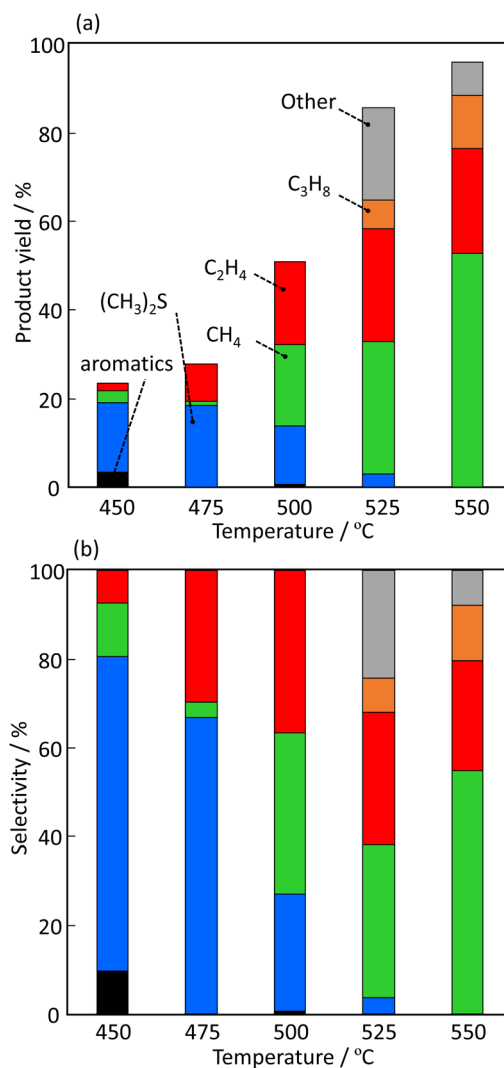 (a)
100
80
60
40
20
0
Product yield / %
Other
C₃H₈
C₂H₄
(CH₃)₂S
CH₄
aromatics
450 475 500 525 550
Temperature / ºC
(b)
100
80
60
40
20
0
Selectivity / %
450 475 500 525 550
Temperature / ºC